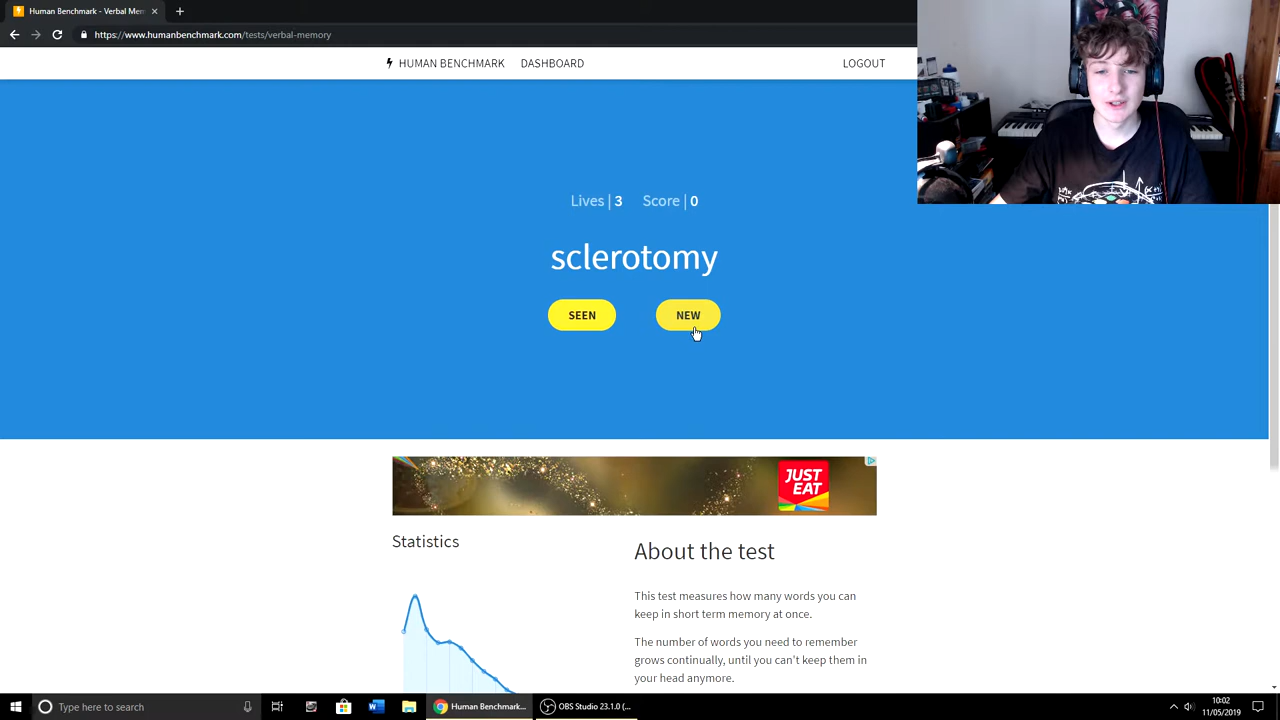 Human Benchmark - Verbal Mem
https://www.humanbenchmark.com/tests/verbal-memory
HUMAN BENCHMARK DASHBOARD LOGOUT
Lives | 3 Score | 0
sclerotomy
SEEN NEW
JUST
EAT
Statistics
About the test
This test measures how many words you can
keep in short term memory at once.
The number of words you need to remember
grows continually, until you can't keep them in
your head anymore.
Type here to search
Human Benchmark...
OBS Studio 23.1.0 (...
10:02
11/05/2019